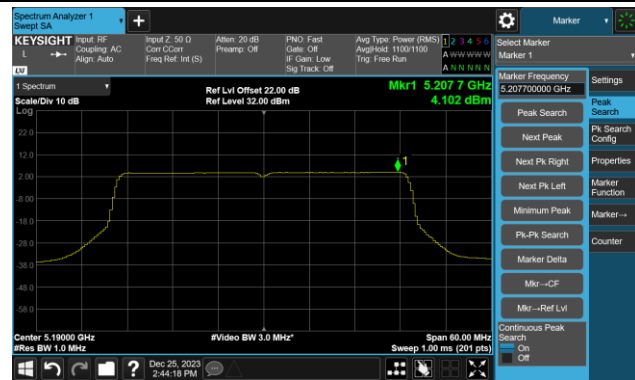 Spectrum Analyzer 1
Swept SA
Marker
KEYSIGHT
L
LXI
Input: RF
Coupling: AC
Align: Auto
Input Z: 50 Ω
Corr CCorr
Freq Ref: Int (S)
Atten: 20 dB
Preamp: Off
PNO: Fast
Gate: Off
IF Gain: Low
Sig Track: Off
Avg Type: Power (RMS)
Avg|Hold: 1100/1100
Trig: Free Run
1 2 3 4 5 6
A W W W W W
A N N N N N
Select Marker
Marker 1
1 Spectrum
Scale/Div 10 dB
Log
Ref Lvl Offset 22.00 dB
Ref Level 32.00 dBm
Mkr1 5.207 7 GHz
4.102 dBm
22.0
12.0
2.00
-8.00
-18.0
-28.0
-38.0
-48.0
-58.0
1
Center 5.19000 GHz
#Res BW 1.0 MHz
#Video BW 3.0 MHz*
Span 60.00 MHz
Sweep 1.00 ms (201 pts)
Marker Frequency
5.207700000 GHz
Peak Search
Next Peak
Next Pk Right
Next Pk Left
Minimum Peak
Pk-Pk Search
Marker Delta
Mkr→CF
Mkr→Ref Lvl
Continuous Peak
Search
On
Off
Settings
Peak
Search
Pk Search
Config
Properties
Marker
Function
Marker→
Counter
?
Dec 25, 2023
2:44:18 PM